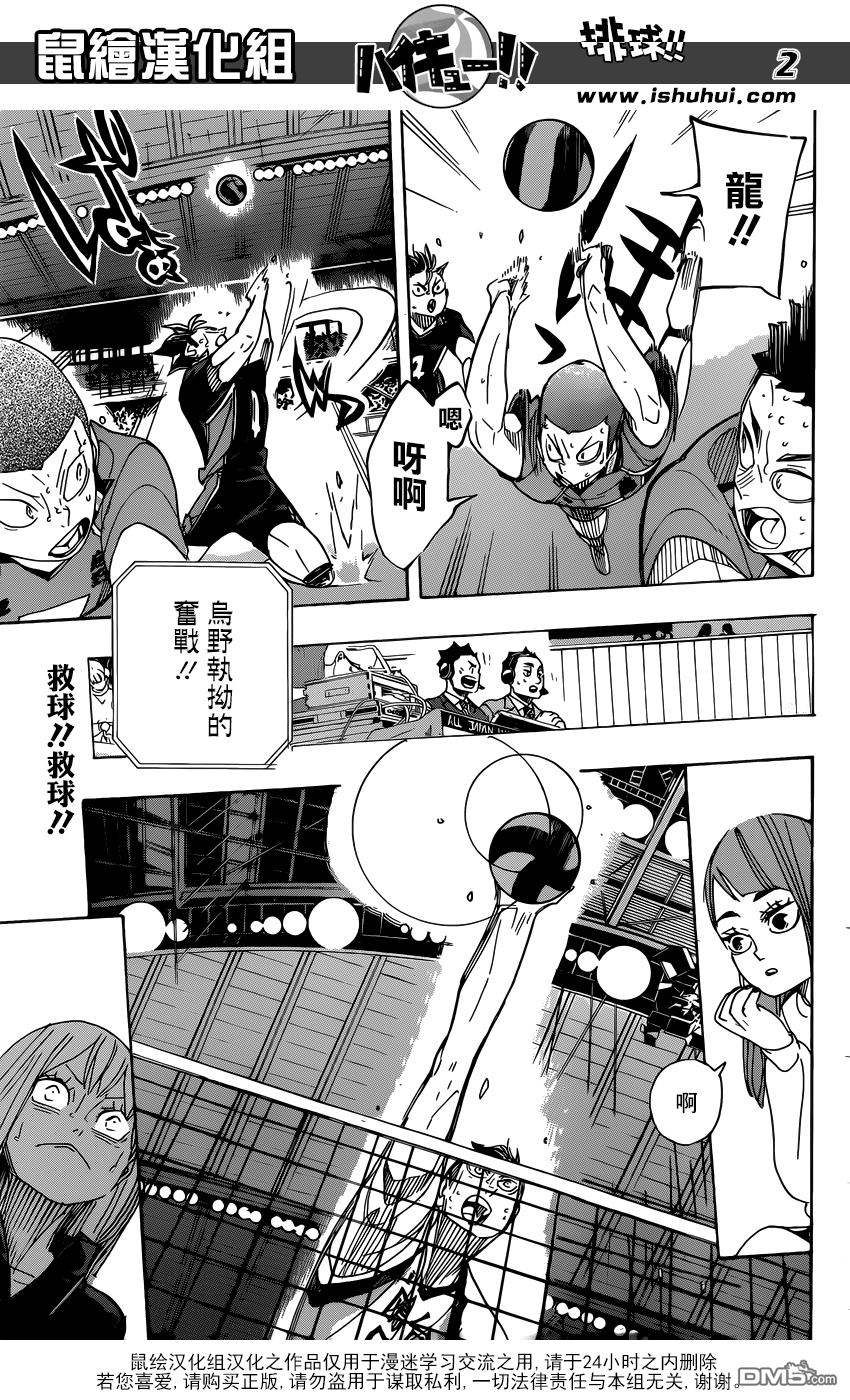 鼠繪漢化組
ハイキュー!!
排球!!
2
www.ishuhui.com
龍!!
嗯
呀啊
烏野執拗的
奮戰!!
ALL JAPAN
救球!!救球!!
啊
鼠绘汉化组汉化之作品仅用于漫迷学习交流之用, 请于24小时之内删除
若您喜爱, 请购买正版, 请勿盗用于谋取私利, 一切法律责任与本组无关, 谢谢。
DM5.com